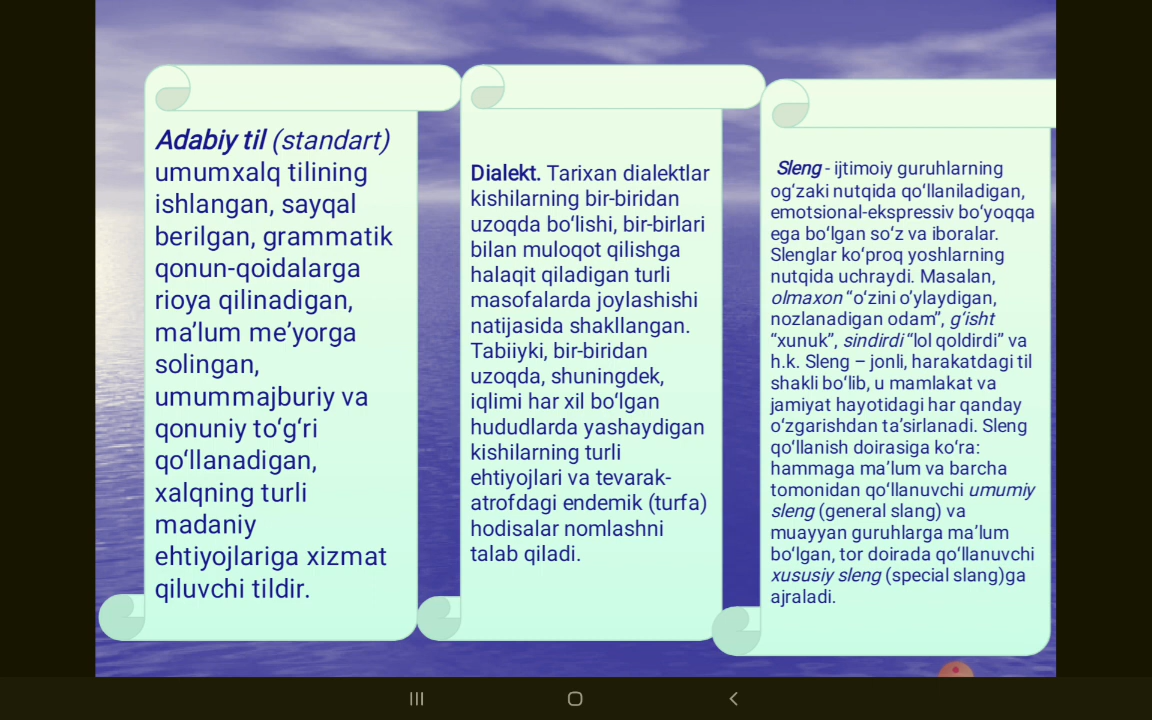 Adabiy til (standart)
umumxalq tilining
ishlangan, sayqal
berilgan, grammatik
qonun-qoidalarga
rioya qilinadigan,
ma’lum me’yorga
solingan,
umummajburiy va
qonuniy to‘g‘ri
qo‘llanadigan,
xalqning turli
madaniy
ehtiyojlariga xizmat
qiluvchi tildir.
Dialekt. Tarixan dialektlar
kishilarning bir-biridan
uzoqda bo‘lishi, bir-birlari
bilan muloqot qilishga
halaqit qiladigan turli
masofalarda joylashishi
natijasida shakllangan.
Tabiiyki, bir-biridan
uzoqda, shuningdek,
iqlimi har xil bo‘lgan
hududlarda yashaydigan
kishilarning turli
ehtiyojlari va tevarak-
atrofdagi endemik (turfa)
hodisalar nomlashni
talab qiladi.
Sleng - ijtimoiy guruhlarning
og‘zaki nutqida qo‘llaniladigan,
emotsional-ekspressiv bo‘yoqqa
ega bo‘lgan so‘z va iboralar.
Slenglar ko‘proq yoshlarning
nutqida uchraydi. Masalan,
olmaxon “o‘zini o’ylaydigan,
nozlanadigan odam”, g‘isht
“xunuk”, sindirdi “lol qoldirdi” va
h.k. Sleng – jonli, harakatdagi til
shakli bo‘lib, u mamlakat va
jamiyat hayotidagi har qanday
o‘zgarishdan ta’sirlanadi. Sleng
qo‘llanish doirasiga ko‘ra:
hammaga ma’lum va barcha
tomonidan qo‘llanuvchi umumiy
sleng (general slang) va
muayyan guruhlarga ma’lum
bo‘lgan, tor doirada qo‘llanuvchi
xususiy sleng (special slang)ga
ajraladi.